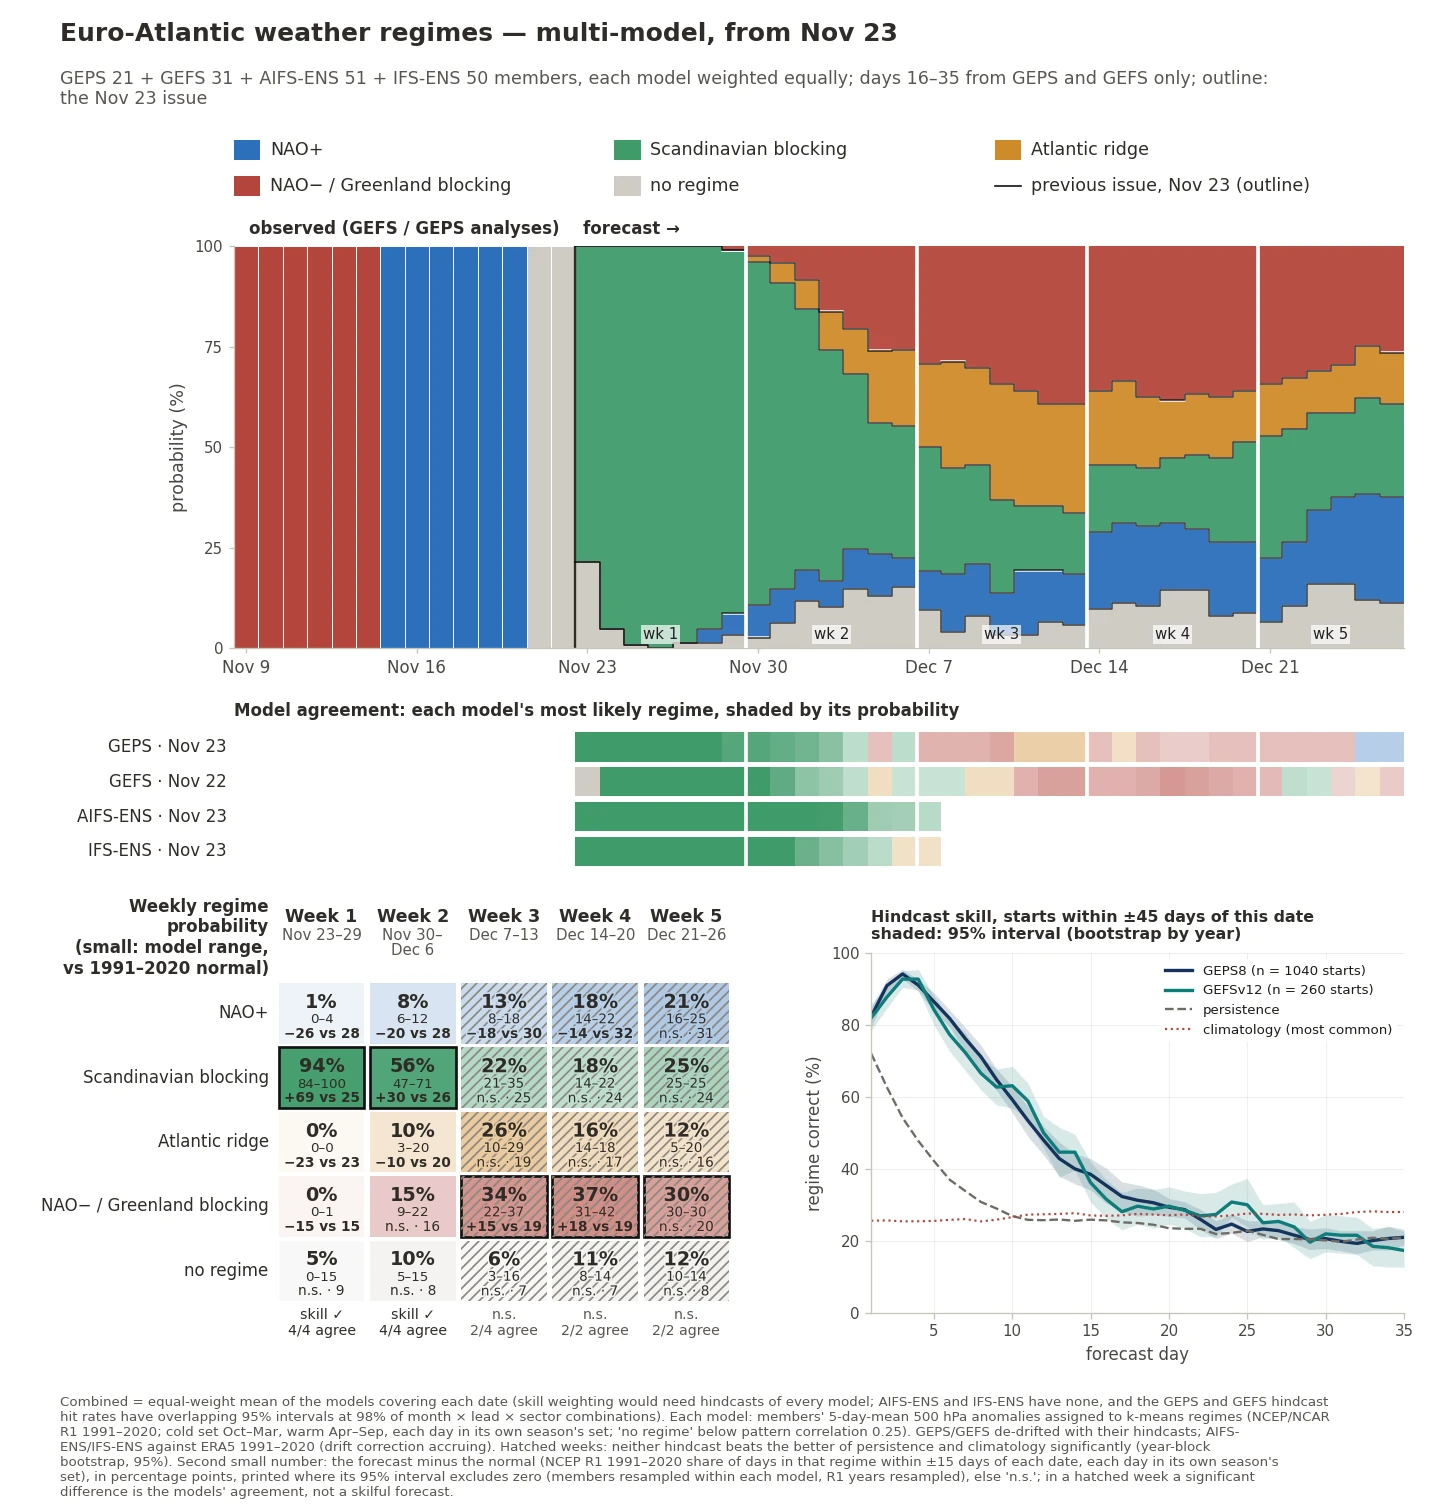 Euro-Atlantic weather regimes — multi-model, from Nov 23
GEPS 21 + GEFS 31 + AIFS-ENS 51 + IFS-ENS 50 members, each model weighted equally; days 16–35 from GEPS and GEFS only; outline:
the Nov 23 issue
NAO+
Scandinavian blocking
Atlantic ridge
NAO− / Greenland blocking
no regime
previous issue, Nov 23 (outline)
observed (GEFS / GEPS analyses)
forecast →
100
75
50
25
0
probability (%)
wk 1
wk 2
wk 3
wk 4
wk 5
Nov 9
Nov 16
Nov 23
Nov 30
Dec 7
Dec 14
Dec 21
Model agreement: each model's most likely regime, shaded by its probability
GEPS · Nov 23
GEFS · Nov 22
AIFS-ENS · Nov 23
IFS-ENS · Nov 23
Weekly regime
probability
(small: model range,
vs 1991–2020 normal)
Week 1
Nov 23–29
Week 2
Nov 30–
Dec 6
Week 3
Dec 7–13
Week 4
Dec 14–20
Week 5
Dec 21–26
NAO+
1%
0–4
−26 vs 28
8%
6–12
−20 vs 28
13%
8–18
−18 vs 30
18%
14–22
−14 vs 32
21%
16–25
n.s. · 31
Scandinavian blocking
94%
84–100
+69 vs 25
56%
47–71
+30 vs 26
22%
21–35
n.s. · 25
18%
14–22
n.s. · 24
25%
25–25
n.s. · 24
Atlantic ridge
0%
0–0
−23 vs 23
10%
3–20
−10 vs 20
26%
10–29
n.s. · 19
16%
14–18
n.s. · 17
12%
5–20
n.s. · 16
NAO− / Greenland blocking
0%
0–1
−15 vs 15
15%
9–22
n.s. · 16
34%
22–37
+15 vs 19
37%
31–42
+18 vs 19
30%
30–30
n.s. · 20
no regime
5%
0–15
n.s. · 9
10%
5–15
n.s. · 8
6%
3–16
n.s. · 7
11%
8–14
n.s. · 7
12%
10–14
n.s. · 8
skill ✓
4/4 agree
skill ✓
4/4 agree
n.s.
2/4 agree
n.s.
2/2 agree
n.s.
2/2 agree
Hindcast skill, starts within ±45 days of this date
shaded: 95% interval (bootstrap by year)
100
80
60
40
20
0
regime correct (%)
GEPS8 (n = 1040 starts)
GEFSv12 (n = 260 starts)
persistence
climatology (most common)
5
10
15
20
25
30
35
forecast day
Combined = equal-weight mean of the models covering each date (skill weighting would need hindcasts of every model; AIFS-ENS and IFS-ENS have none, and the GEPS and GEFS hindcast
hit rates have overlapping 95% intervals at 98% of month × lead × sector combinations). Each model: members' 5-day-mean 500 hPa anomalies assigned to k-means regimes (NCEP/NCAR
R1 1991–2020; cold set Oct–Mar, warm Apr–Sep, each day in its own season's set; 'no regime' below pattern correlation 0.25). GEPS/GEFS de-drifted with their hindcasts; AIFS-
ENS/IFS-ENS against ERA5 1991–2020 (drift correction accruing). Hatched weeks: neither hindcast beats the better of persistence and climatology significantly (year-block
bootstrap, 95%). Second small number: the forecast minus the normal (NCEP R1 1991–2020 share of days in that regime within ±15 days of each date, each day in its own season's
set), in percentage points, printed where its 95% interval excludes zero (members resampled within each model, R1 years resampled), else 'n.s.'; in a hatched week a significant
difference is the models' agreement, not a skilful forecast.